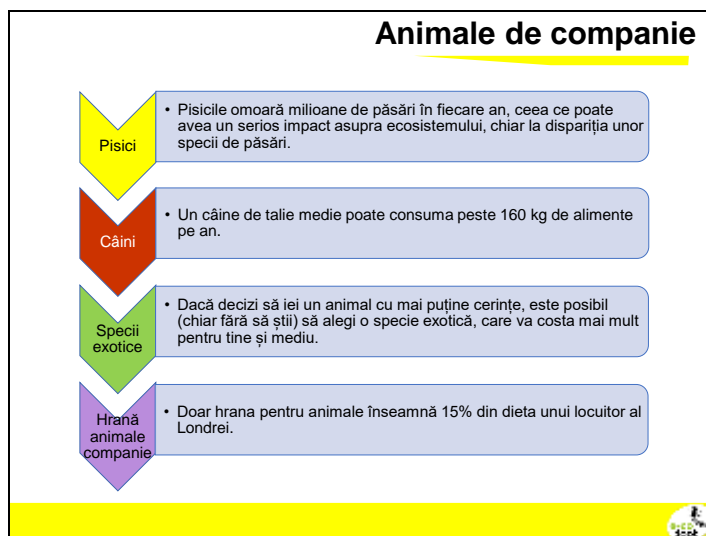 Animale de companie
Pisici
• Pisicile omoară milioane de păsări în fiecare an, ceea ce poate
avea un serios impact asupra ecosistemului, chiar la dispariția unor
specii de păsări.
Câini
• Un câine de talie medie poate consuma peste 160 kg de alimente
pe an.
Specii
exotice
• Dacă decizi să iei un animal cu mai puține cerințe, este posibil
(chiar fără să știi) să alegi o specie exotică, care va costa mai mult
pentru tine și mediu.
Hrană
animale
companie
• Doar hrana pentru animale înseamnă 15% din dieta unui locuitor al
Londrei.